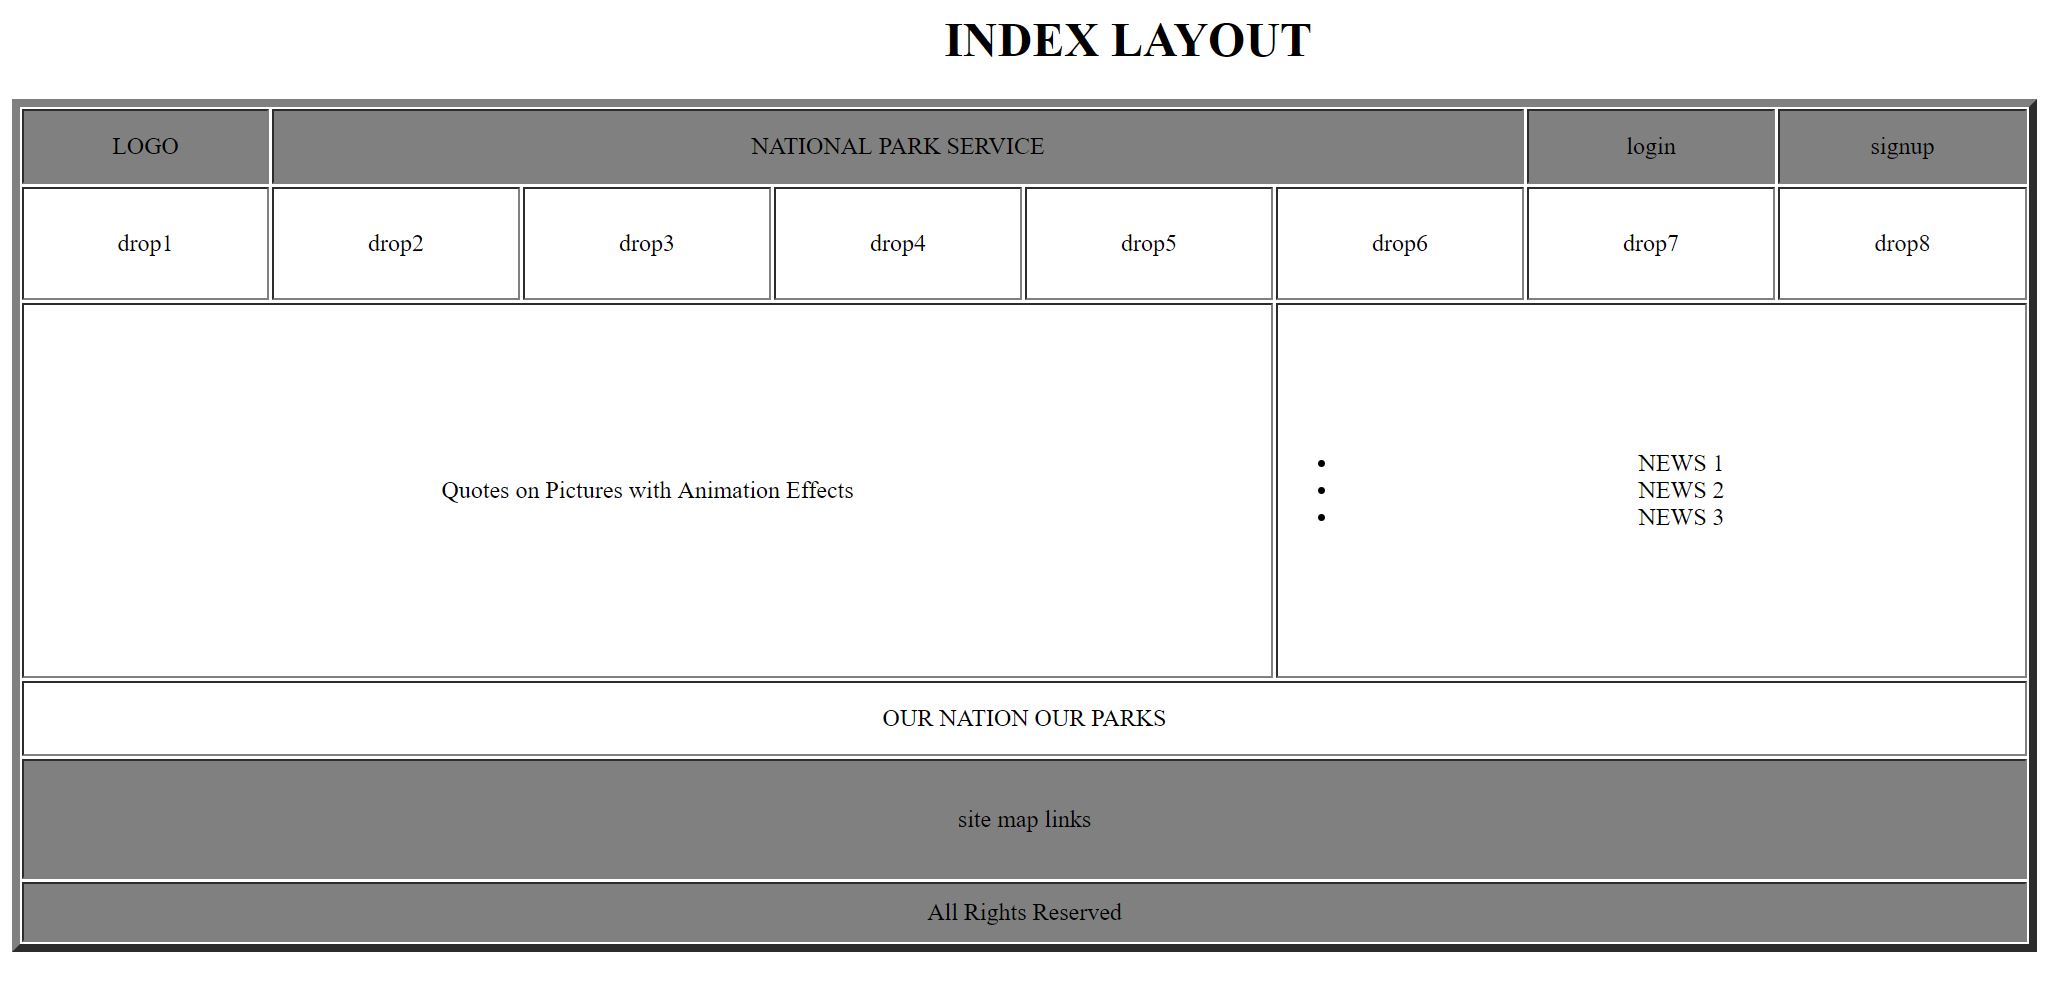 INDEX LAYOUT
LOGO
NATIONAL PARK SERVICE
login
signup
drop1
drop2
drop3
drop4
drop5
drop6
drop7
drop8
Quotes on Pictures with Animation Effects
NEWS 1
NEWS 2
NEWS 3
OUR NATION OUR PARKS
site map links
All Rights Reserved